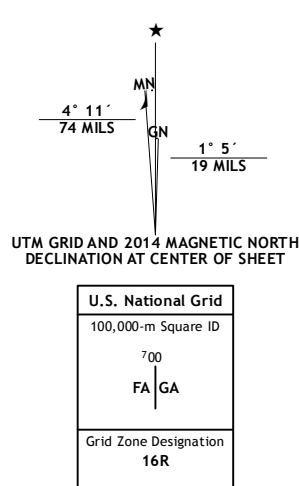 ★
MN
4° 11´
74 MILS
GN
1° 5´
19 MILS
UTM GRID AND 2014 MAGNETIC NORTH
DECLINATION AT CENTER OF SHEET
U.S. National Grid
100,000-m Square ID
⁷00
FA GA
Grid Zone Designation
16R